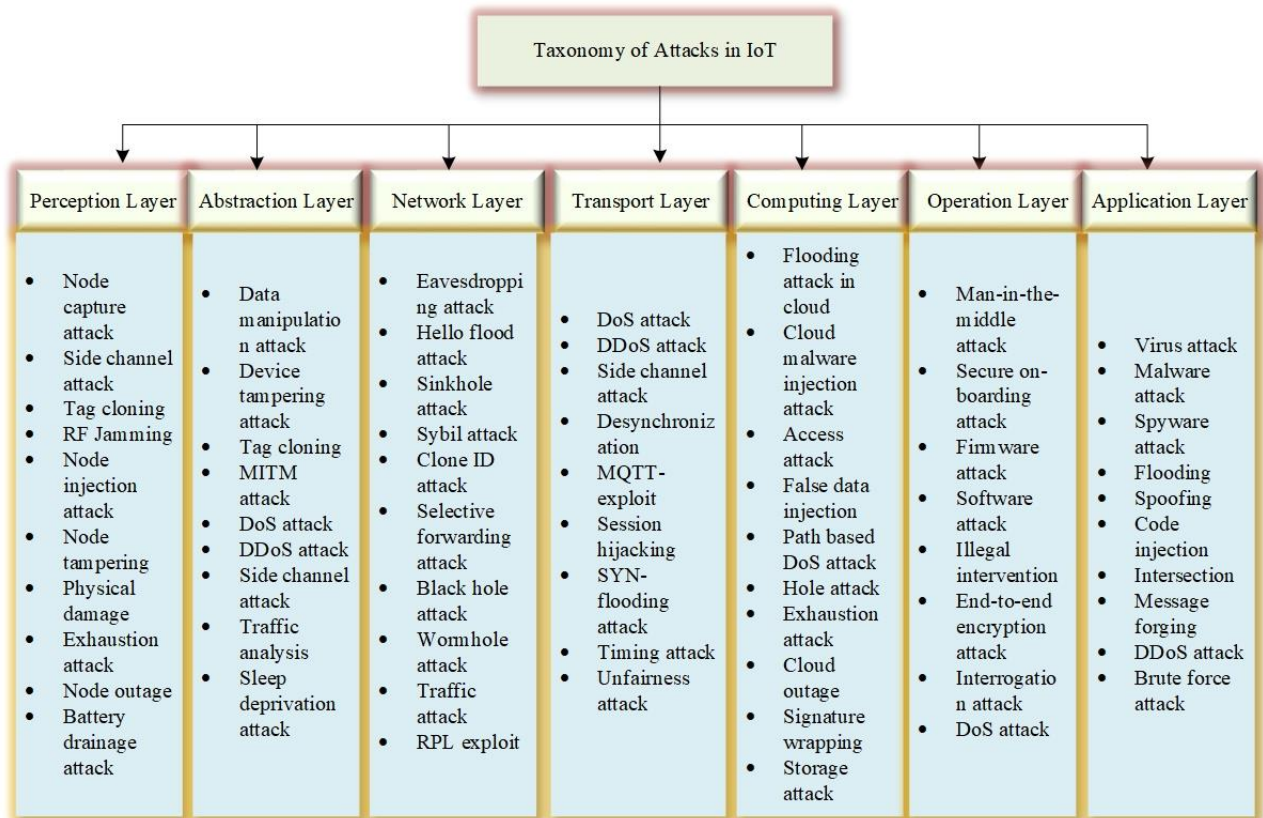 Taxonomy of Attacks in IoT
Perception Layer
Node
capture
attack
Side channel
attack
Tag cloning
RF Jamming
Node
injection
attack
Node
tampering
Physical
damage
Exhaustion
attack
Node outage
Battery
drainage
attack
Abstraction Layer
Data
manipulatio
n attack
Device
tampering
attack
Tag cloning
MITM
attack
DoS attack
DDoS attack
Side channel
attack
Traffic
analysis
Sleep
deprivation
attack
Network Layer
Eavesdroppi
ng attack
Hello flood
attack
Sinkhole
attack
Sybil attack
Clone ID
attack
Selective
forwarding
attack
Black hole
attack
Wormhole
attack
Traffic
attack
RPL exploit
Transport Layer
DoS attack
DDoS attack
Side channel
attack
Desynchroniz
ation
MQTT-
exploit
Session
hijacking
SYN-
flooding
attack
Timing attack
Unfairness
attack
Computing Layer
Flooding
attack in
cloud
Cloud
malware
injection
attack
Access
attack
False data
injection
Path based
DoS attack
Hole attack
Exhaustion
attack
Cloud
outage
Signature
wrapping
Storage
attack
Operation Layer
Man-in-the-
middle
attack
Secure on-
boarding
attack
Firmware
attack
Software
attack
Illegal
intervention
End-to-end
encryption
attack
Interrogatio
n attack
DoS attack
Application Layer
Virus attack
Malware
attack
Spyware
attack
Flooding
Spoofing
Code
injection
Intersection
Message
forging
DDoS attack
Brute force
attack